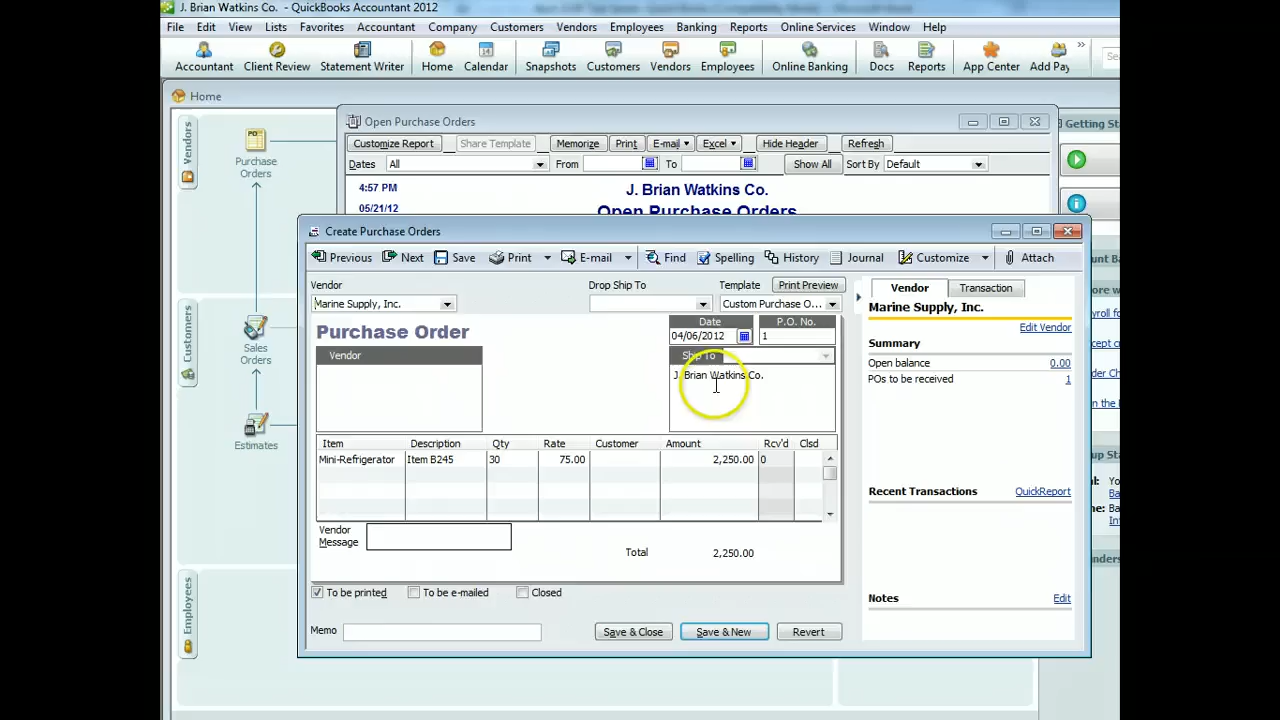 J. Brian Watkins Co. - QuickBooks Accountant 2012
File Edit View Lists Favorites Accountant Company Customers Vendors Employees Banking Reports Online Services Window Help
Accountant Client Review Statement Writer Home Calendar Snapshots Customers Vendors Employees Online Banking Docs Reports App Center Add Pay
Home
Vendors
PO
Purchase
Orders
Customers
Sales
Orders
Estimates
Employees
Open Purchase Orders
Customize Report Share Template Memorize Print E-mail Excel Hide Header Refresh
Dates All From To Show All Sort By Default
4:57 PM
05/21/12
J. Brian Watkins Co.
Open Purchase Orders
Getting Sta
Create Purchase Orders
Previous Next Save Print E-mail Find Spelling History Journal Customize Attach
Vendor Drop Ship To Template Print Preview
Marine Supply, Inc. Custom Purchase O...
Purchase Order
Date P.O. No.
04/06/2012 1
Vendor
Ship To
J. Brian Watkins Co.
Item Description Qty Rate Customer Amount Rcv'd Clsd
Mini-Refrigerator Item B245 30 75.00 2,250.00 0
Vendor
Message
Total 2,250.00
To be printed To be e-mailed Closed
Memo
Save & Close Save & New Revert
Vendor Transaction
Marine Supply, Inc.
Edit Vendor
Summary
Open balance 0.00
POs to be received 1
Recent Transactions QuickReport
Notes Edit